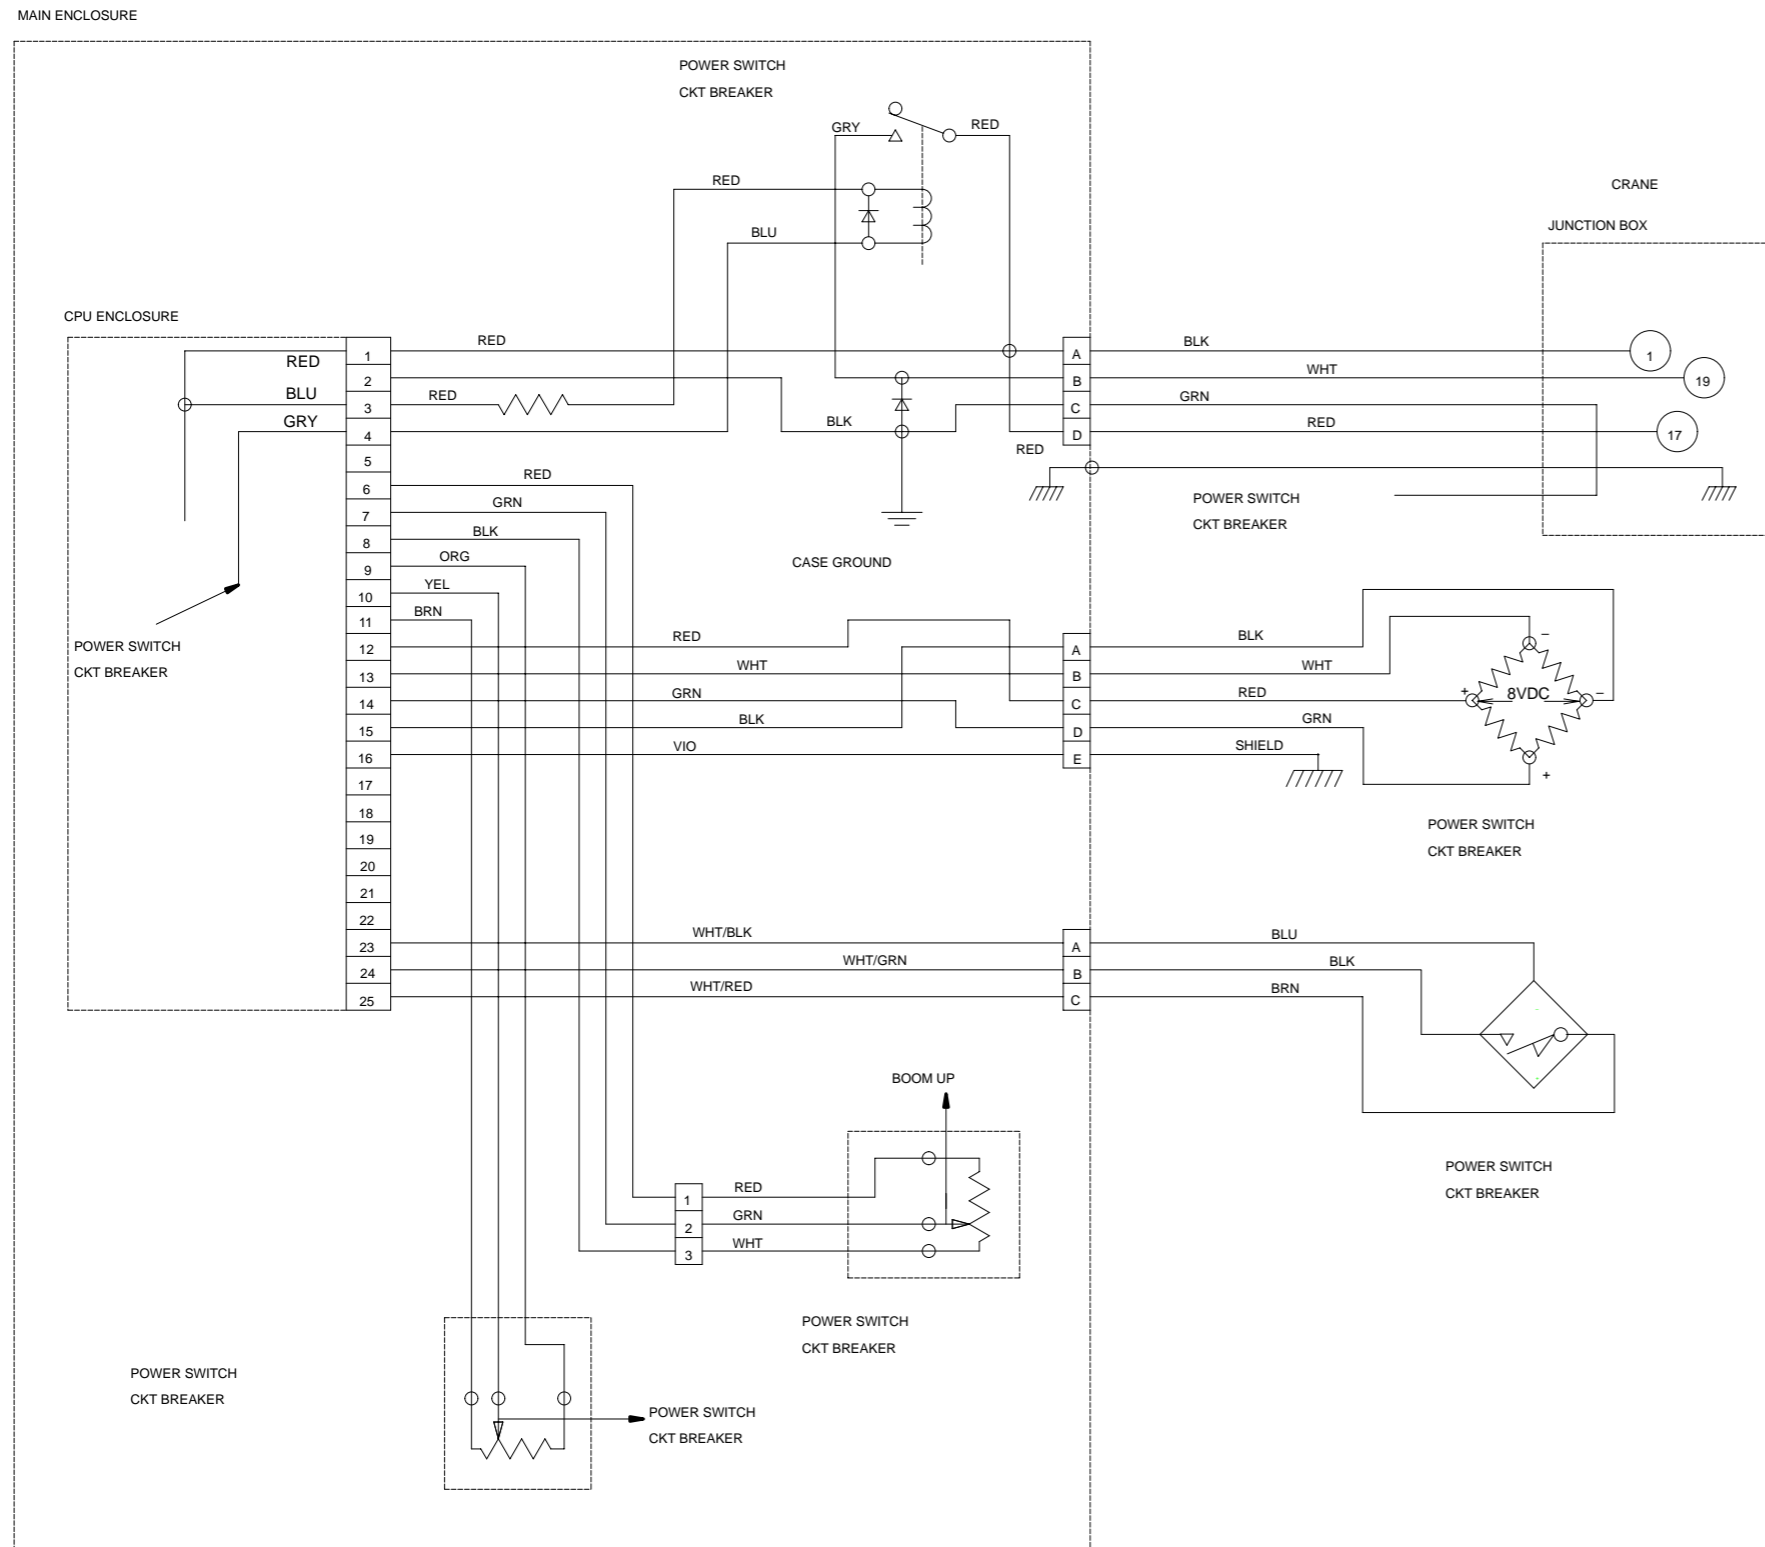 MAIN ENCLOSURE
POWER SWITCH
CKT BREAKER
GRY
RED
RED
BLU
CRANE
JUNCTION BOX
CPU ENCLOSURE
RED
BLU
GRY
1
2
3
4
5
6
7
8
9
10
11
12
13
14
15
16
17
18
19
20
21
22
23
24
25
RED
RED
BLK
RED
A
B
C
D
BLK
WHT
GRN
RED
1
19
17
POWER SWITCH
CKT BREAKER
CASE GROUND
RED
GRN
BLK
ORG
YEL
BRN
POWER SWITCH
CKT BREAKER
RED
WHT
GRN
BLK
VIO
A
B
C
D
E
BLK
WHT
RED
GRN
SHIELD
–
+
8VDC
–
+
POWER SWITCH
CKT BREAKER
WHT/BLK
WHT/GRN
WHT/RED
A
B
C
BLU
BLK
BRN
POWER SWITCH
CKT BREAKER
BOOM UP
1
2
3
RED
GRN
WHT
POWER SWITCH
CKT BREAKER
POWER SWITCH
CKT BREAKER
POWER SWITCH
CKT BREAKER